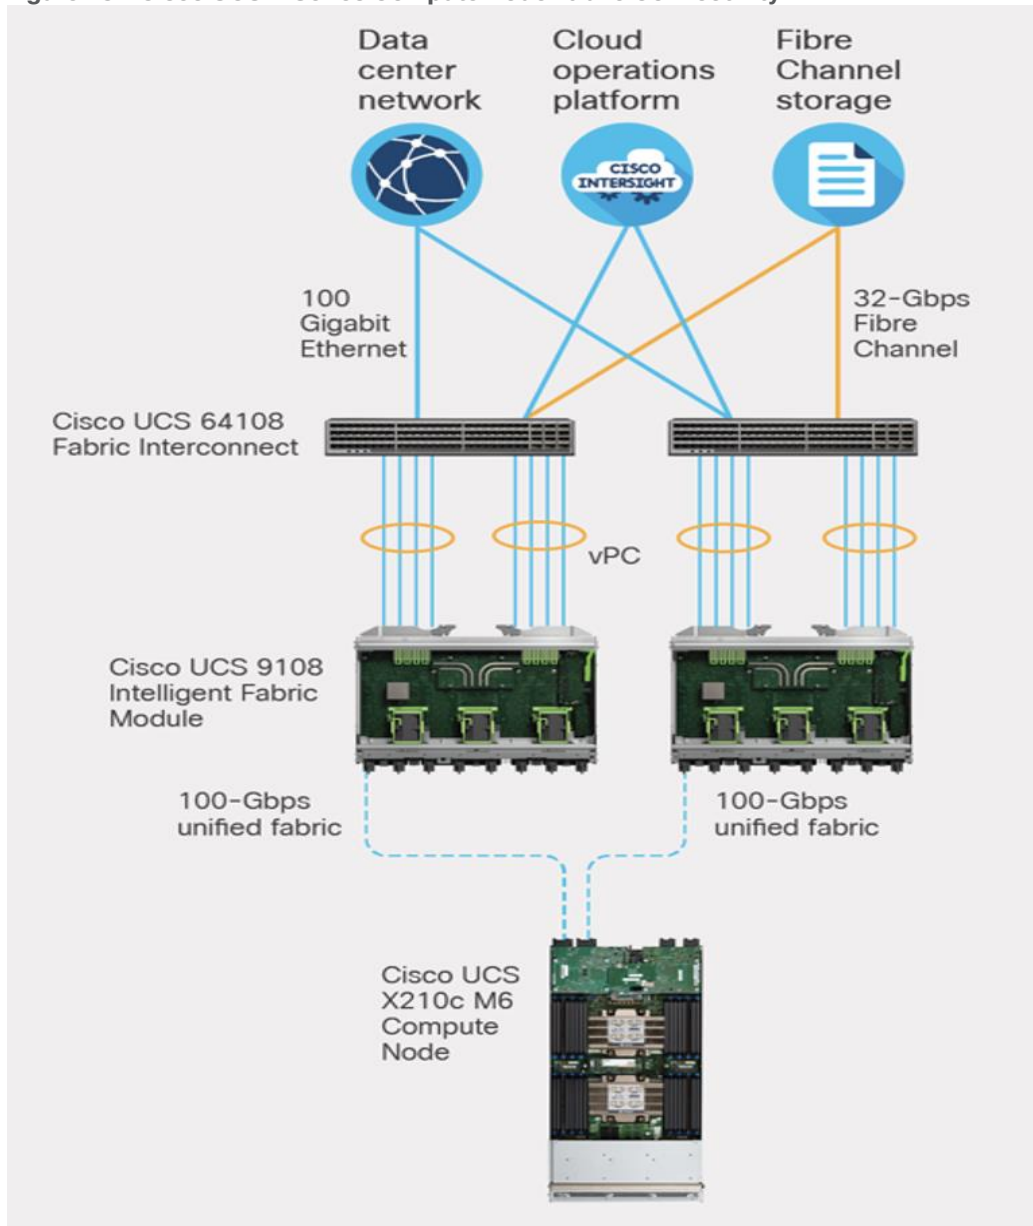 Data
center
network
Cloud
operations
platform
Fibre
Channel
storage
CISCO
INTERSIGHT
100
Gigabit
Ethernet
32-Gbps
Fibre
Channel
Cisco UCS 64108
Fabric Interconnect
vPC
Cisco UCS 9108
Intelligent Fabric
Module
100-Gbps
unified fabric
100-Gbps
unified fabric
Cisco UCS
X210c M6
Compute
Node